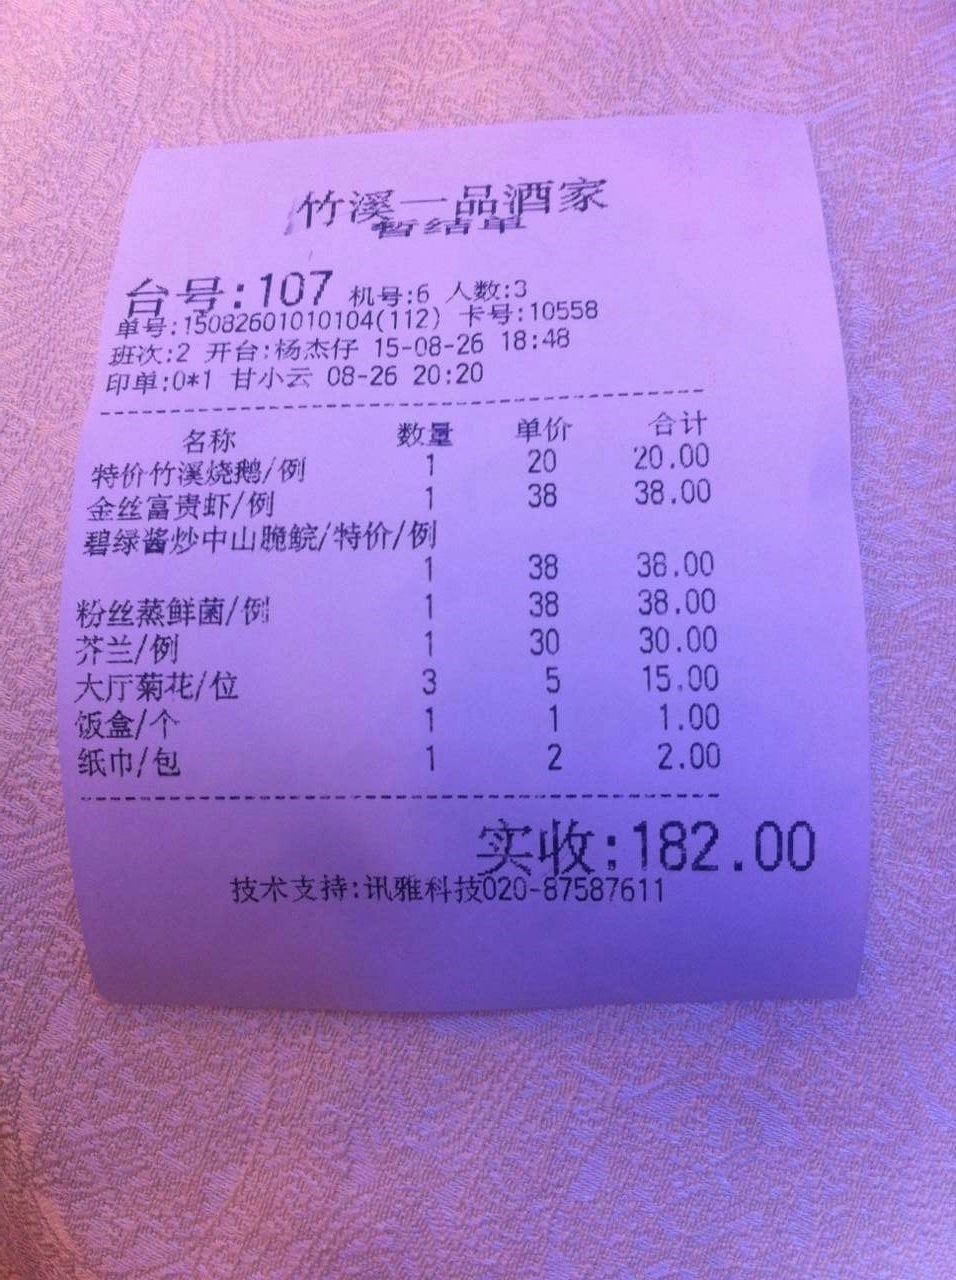 竹溪一品酒家
暂结单
台号:107 机号:6 人数:3
单号:15082601010104(112) 卡号:10558
班次:2 开台:杨杰仔 15-08-26 18:48
印单:0*1 甘小云 08-26 20:20
名称 数量 单价 合计
特价竹溪烧鹅/例 1 20 20.00
金丝富贵虾/例 1 38 38.00
碧绿酱炒中山脆鲩/特价/例
1 38 38.00
粉丝蒸鲜菌/例 1 38 38.00
芥兰/例 1 30 30.00
大厅菊花/位 3 5 15.00
饭盒/个 1 1 1.00
纸巾/包 1 2 2.00
实收:182.00
技术支持:讯雅科技020-87587611